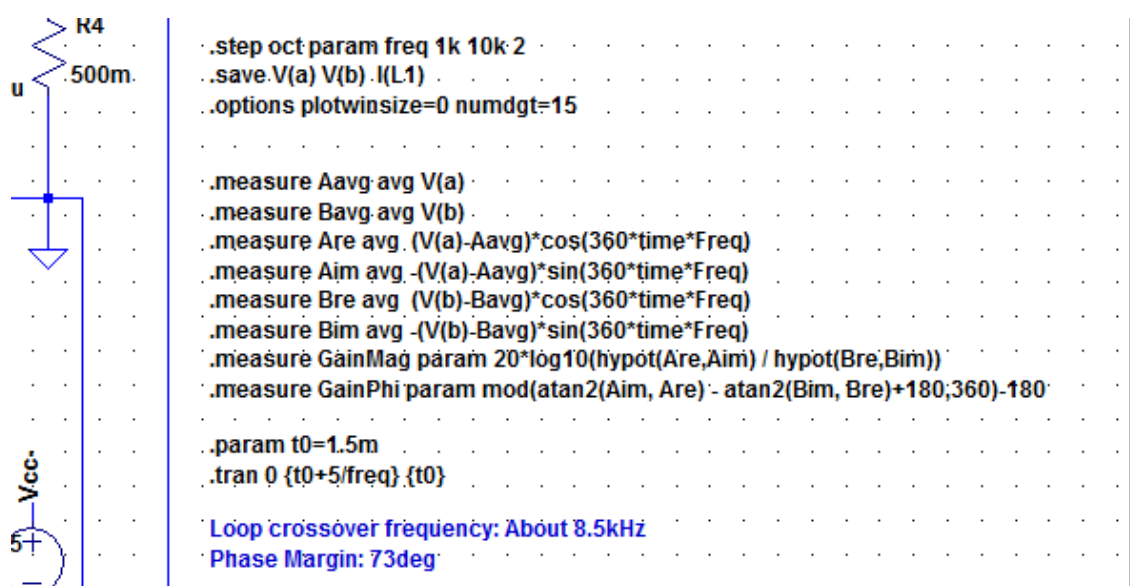 R4
500m
u
.step oct param freq 1k 10k 2
.save V(a) V(b) I(L1)
.options plotwinsize=0 numdgt=15
.measure Aavg avg V(a)
.measure Bavg avg V(b)
.measure Are avg (V(a)-Aavg)*cos(360*time*Freq)
.measure Aim avg -(V(a)-Aavg)*sin(360*time*Freq)
.measure Bre avg (V(b)-Bavg)*cos(360*time*Freq)
.measure Bim avg -(V(b)-Bavg)*sin(360*time*Freq)
.measure GainMag param 20*log10(hypot(Are,Aim) / hypot(Bre,Bim))
.measure GainPhi param mod(atan2(Aim, Are) - atan2(Bim, Bre)+180,360)-180
.param t0=1.5m
.tran 0 {t0+5/freq} {t0}
Vcc-
5
Loop crossover frequency: About 8.5kHz
Phase Margin: 73deg